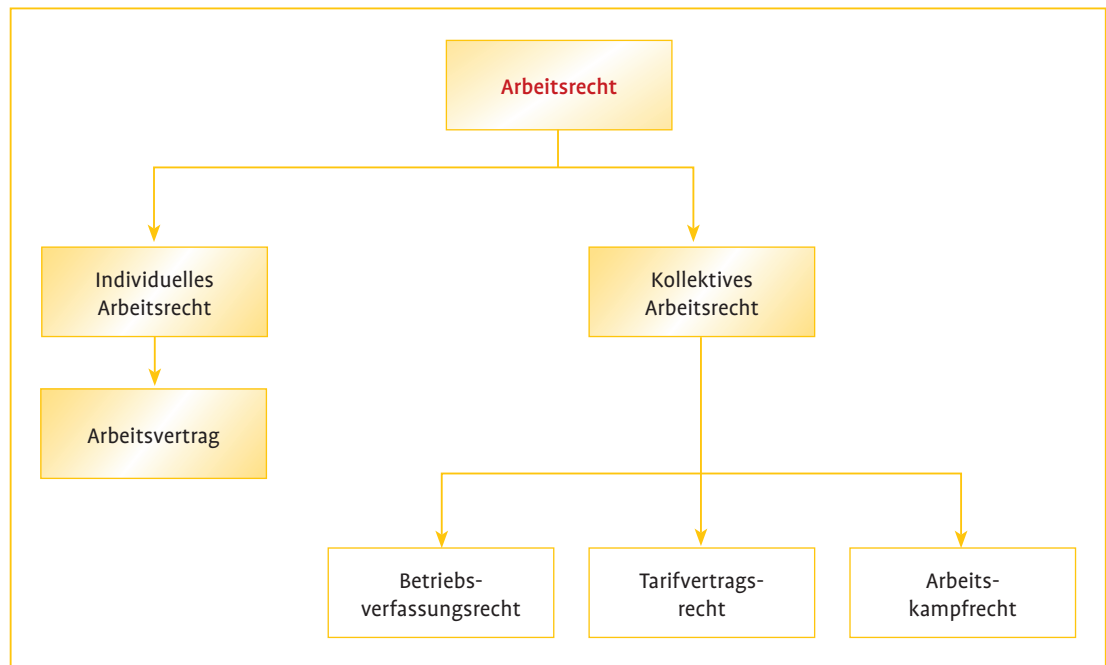 Arbeitsrecht
Individuelles
Arbeitsrecht
Kollektives
Arbeitsrecht
Arbeitsvertrag
Betriebs-
verfassungsrecht
Tarifvertrags-
recht
Arbeits-
kampfrecht